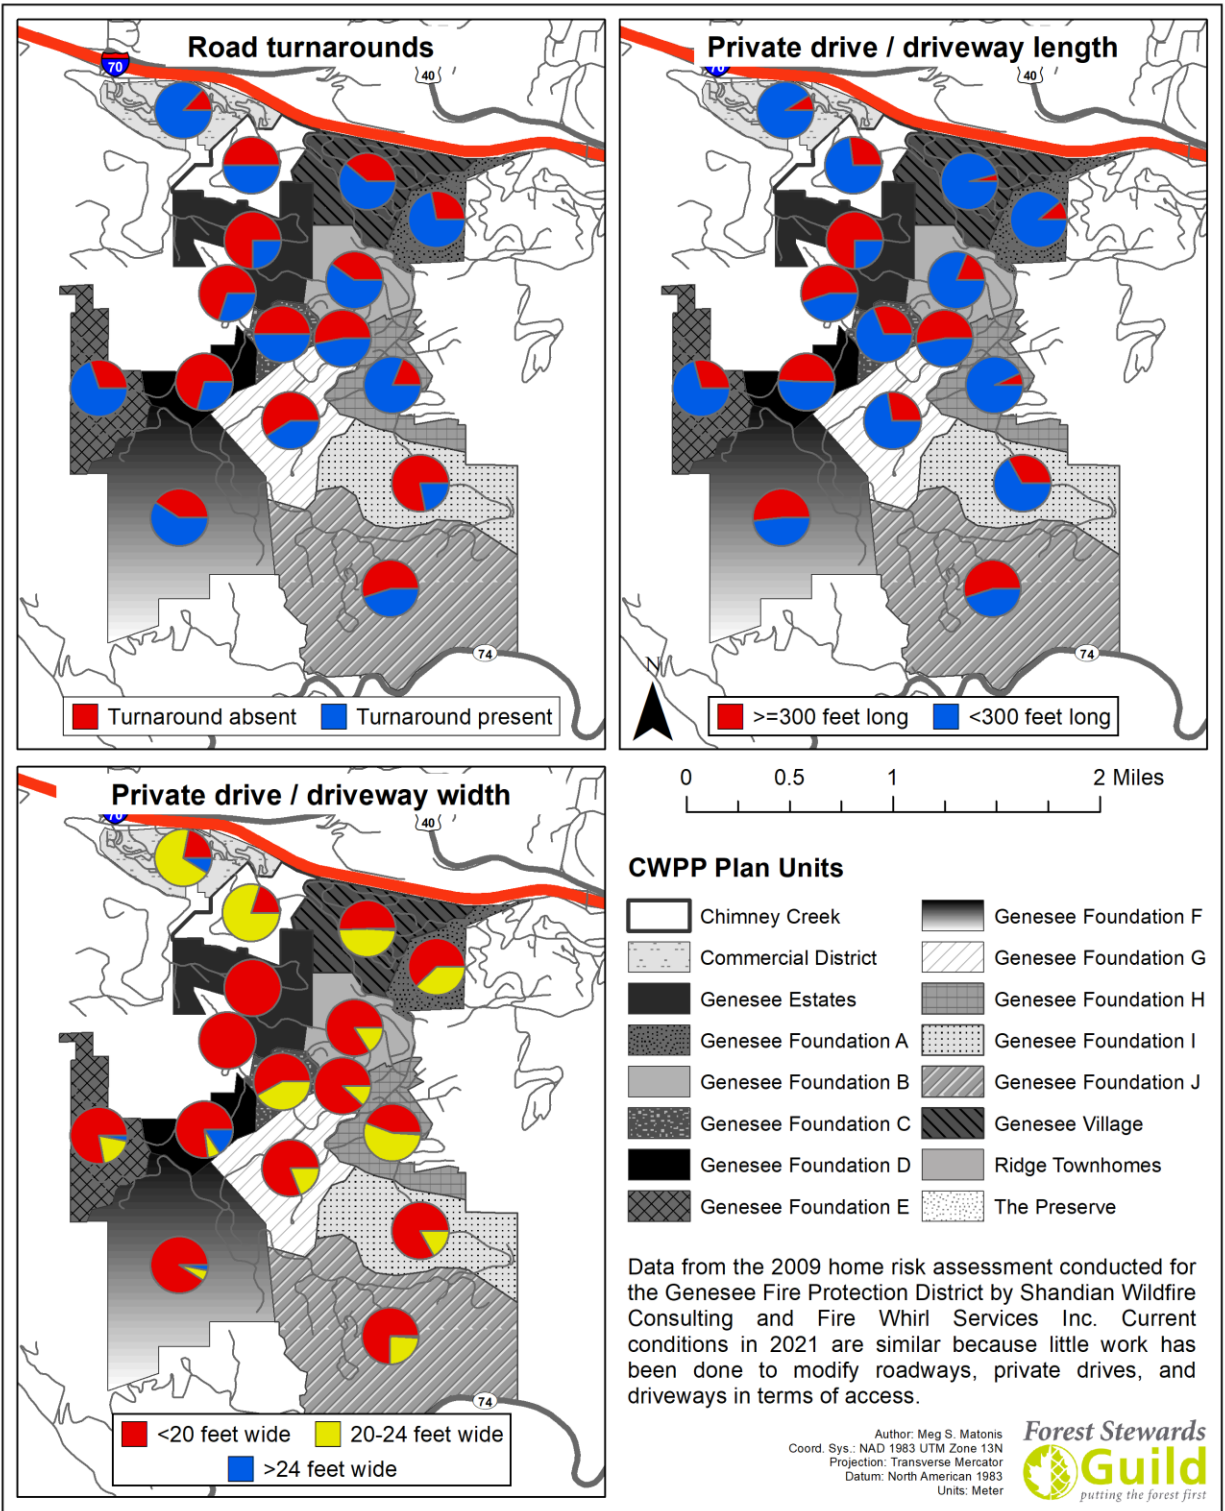 Road turnarounds
70
40
74
Turnaround absent
Turnaround present
Private drive / driveway length
70
40
74
N
>=300 feet long
<300 feet long
Private drive / driveway width
70
40
74
<20 feet wide
20-24 feet wide
>24 feet wide
0 0.5 1 2 Miles
CWPP Plan Units
Chimney Creek
Commercial District
Genesee Estates
Genesee Foundation A
Genesee Foundation B
Genesee Foundation C
Genesee Foundation D
Genesee Foundation E
Genesee Foundation F
Genesee Foundation G
Genesee Foundation H
Genesee Foundation I
Genesee Foundation J
Genesee Village
Ridge Townhomes
The Preserve
Data from the 2009 home risk assessment conducted for
the Genesee Fire Protection District by Shandian Wildfire
Consulting and Fire Whirl Services Inc. Current
conditions in 2021 are similar because little work has
been done to modify roadways, private drives, and
driveways in terms of access.
Author: Meg S. Matonis
Coord. Sys.: NAD 1983 UTM Zone 13N
Projection: Transverse Mercator
Datum: North American 1983
Units: Meter
Forest Stewards
Guild
putting the forest first